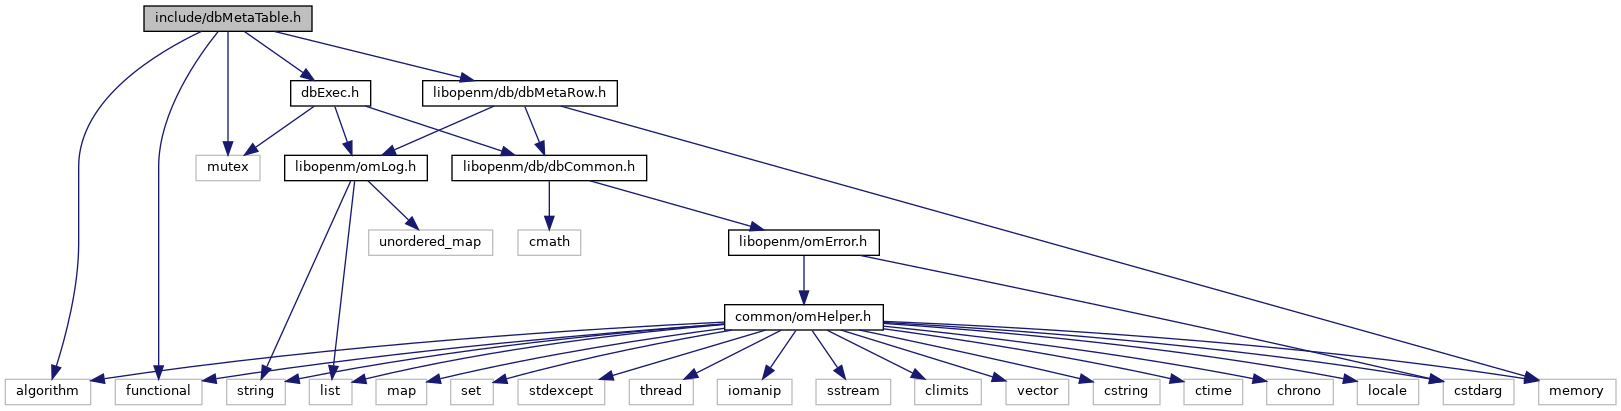 include/dbMetaTable.h
dbExec.h
libopenm/db/dbMetaRow.h
mutex
libopenm/omLog.h
libopenm/db/dbCommon.h
unordered_map
cmath
libopenm/omError.h
common/omHelper.h
algorithm
functional
string
list
map
set
stdexcept
thread
iomanip
sstream
climits
vector
cstring
ctime
chrono
locale
cstdarg
memory